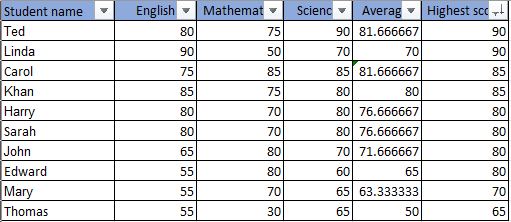 Student name English Mathemat Scienc Averag Highest sco
Ted 80 75 90 81.666667 90
Linda 90 50 70 70 90
Carol 75 85 85 81.666667 85
Khan 85 75 80 80 85
Harry 80 70 80 76.666667 80
Sarah 80 70 80 76.666667 80
John 65 80 70 71.666667 80
Edward 55 80 60 65 80
Mary 55 70 65 63.333333 70
Thomas 55 30 65 50 65